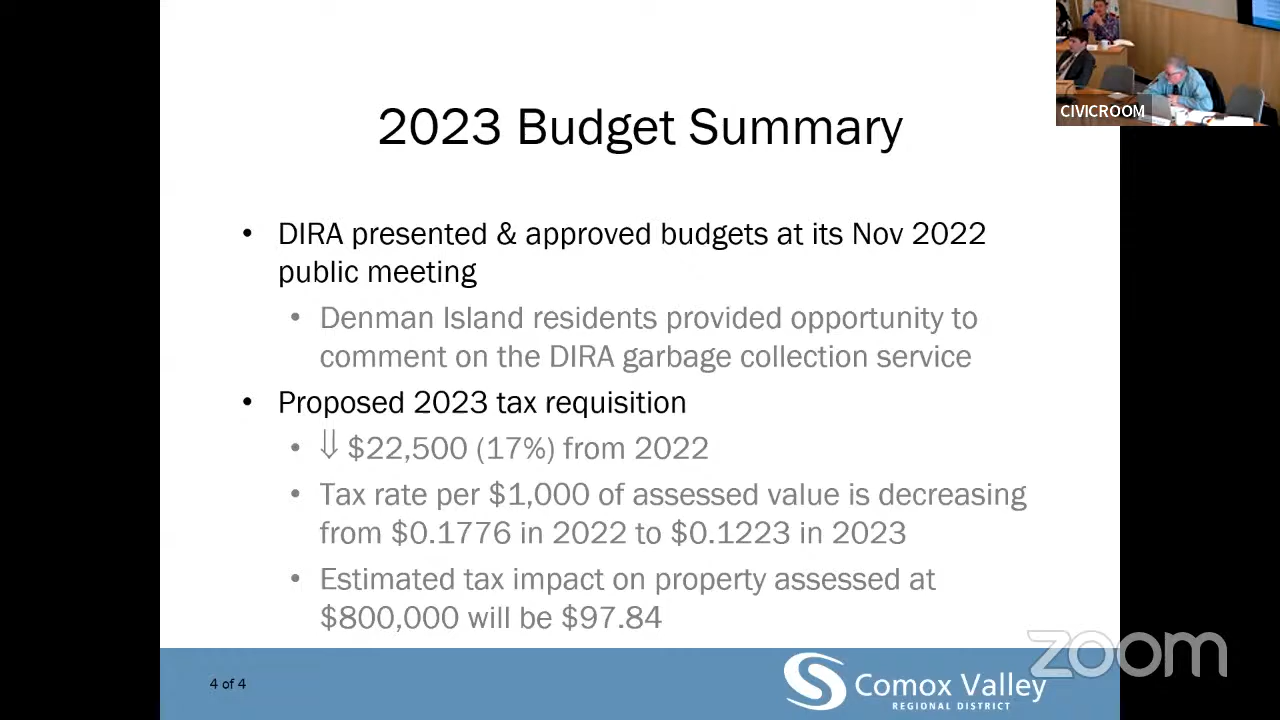 2023 Budget Summary
• DIRA presented & approved budgets at its Nov 2022
public meeting
• Denman Island residents provided opportunity to
comment on the DIRA garbage collection service
• Proposed 2023 tax requisition
• ⇓ $22,500 (17%) from 2022
• Tax rate per $1,000 of assessed value is decreasing
from $0.1776 in 2022 to $0.1223 in 2023
• Estimated tax impact on property assessed at
$800,000 will be $97.84
4 of 4
Comox Valley
REGIONAL DISTRICT
zoom
CIVICROOM